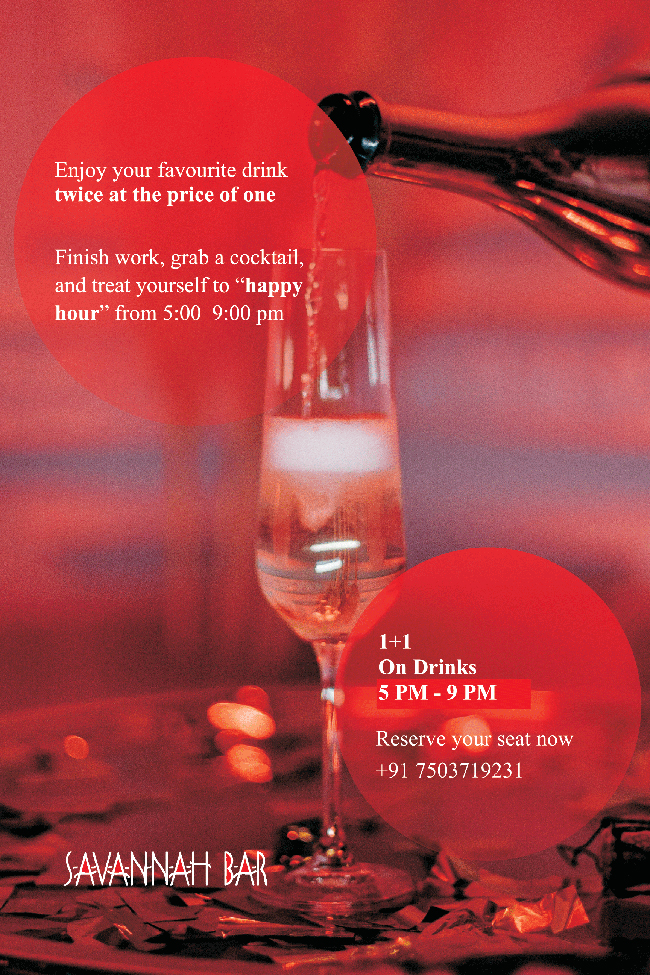 Enjoy your favourite drink
twice at the price of one
Finish work, grab a cocktail,
and treat yourself to “happy
hour” from 5:00  9:00 pm
1+1
On Drinks
5 PM - 9 PM
Reserve your seat now
+91 7503719231
SAVANNAH BAR